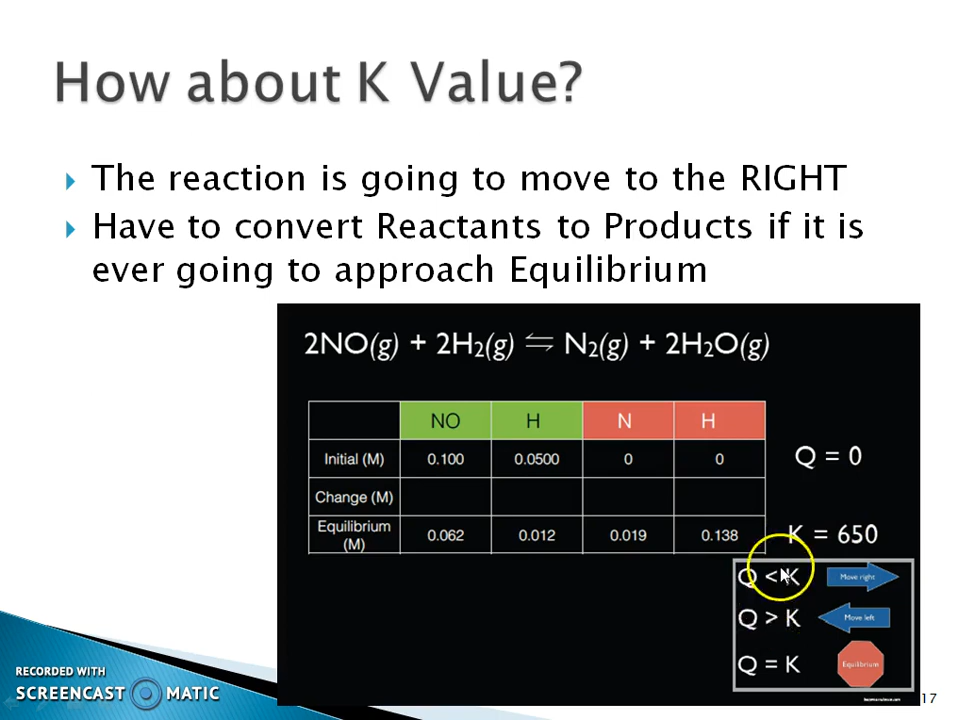 How about K Value?
The reaction is going to move to the RIGHT
Have to convert Reactants to Products if it is
ever going to approach Equilibrium
2NO(g) + 2H₂(g) ⇌ N₂(g) + 2H₂O(g)
NO H N H
Initial (M) 0.100 0.0500 0 0
Q = 0
Change (M)
Equilibrium (M) 0.062 0.012 0.019 0.138
K = 650
Q < K Move right
Q > K Move left
Q = K Equilibrium
RECORDED WITH
SCREENCAST MATIC
17